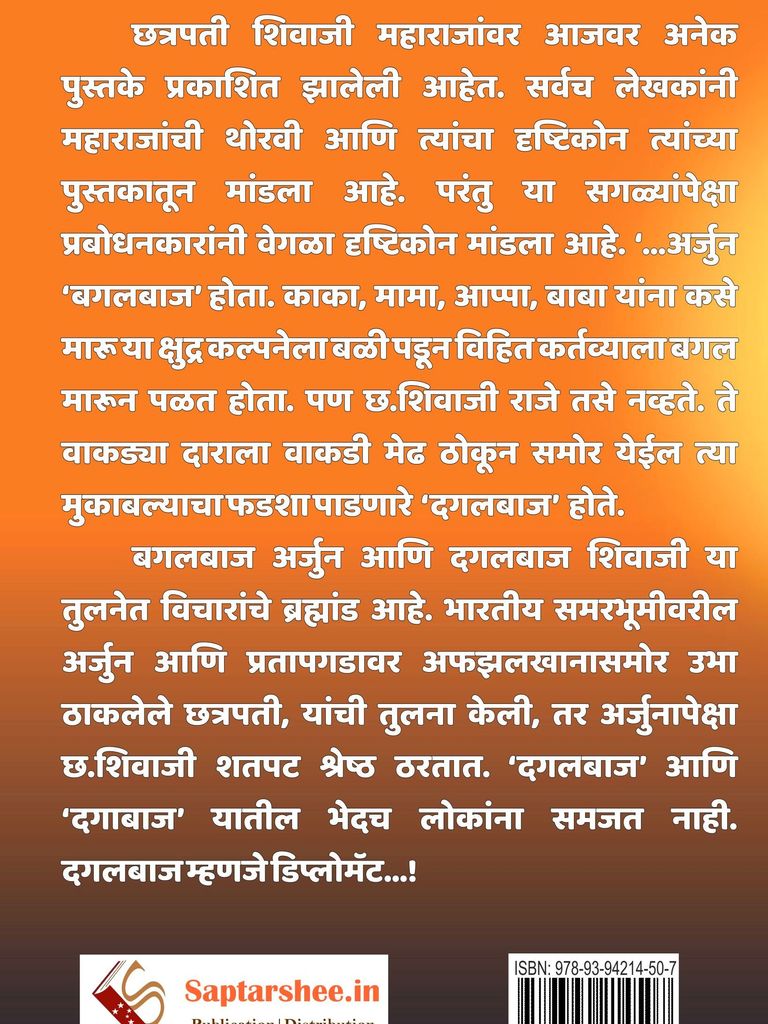 छत्रपती शिवाजी महाराजांवर आजवर अनेक
पुस्तके प्रकाशित झालेली आहेत. सर्वच लेखकांनी
महाराजांची थोरवी आणि त्यांचा दृष्टिकोन त्यांच्या
पुस्तकातून मांडला आहे. परंतु या सगळ्यांपेक्षा
प्रबोधनकारांनी वेगळा दृष्टिकोन मांडला आहे. ‘...अर्जुन
‘बगलबाज’ होता. काका, मामा, आप्पा, बाबा यांना कसे
मारू या क्षुद्र कल्पनेला बळी पडून विहित कर्तव्याला बगल
मारून पळत होता. पण छ.शिवाजी राजे तसे नव्हते. ते
वाकड्या दाराला वाकडी मेढ ठोकून समोर येईल त्या
मुकाबल्याचा फडशा पाडणारे ‘दगलबाज’ होते.
बगलबाज अर्जुन आणि दगलबाज शिवाजी या
तुलनेत विचारांचे ब्रह्मांड आहे. भारतीय समरभूमीवरील
अर्जुन आणि प्रतापगडावर अफझलखानासमोर उभा
ठाकलेले छत्रपती, यांची तुलना केली, तर अर्जुनापेक्षा
छ.शिवाजी शतपट श्रेष्ठ ठरतात. ‘दगलबाज’ आणि
‘दगाबाज’ यातील भेदच लोकांना समजत नाही.
दगलबाज म्हणजे डिप्लोमॅट...!
Saptarshee.in
Publication | Distribution
ISBN: 978-93-94214-50-7